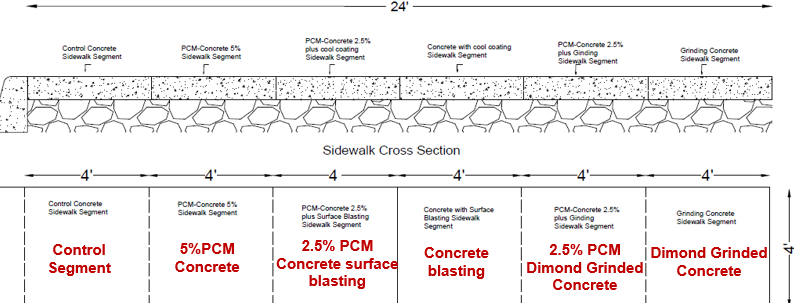 24'
Control Concrete
Sidewalk Segment
PCM-Concrete 5%
Sidewalk Segment
PCM-Concrete 2.5%
plus cool coating
Sidewalk Segment
Concrete with cool coating
Sidewalk Segment
PCM-Concrete 2.5%
plus Ginding
Sidewalk Segment
Grinding Concrete
Sidewalk Segment
Sidewalk Cross Section
4' 4' 4' 4' 4' 4'
Control Concrete
Sidewalk Segment
PCM-Concrete 5%
Sidewalk Segment
PCM-Concrete 2.5%
plus Surface Blasting
Sidewalk Segment
Concrete with Surface
Blasting Sidewalk
Segment
PCM-Concrete 2.5%
plus Ginding
Sidewalk Segment
Grinding Concrete
Sidewalk Segment
Control
Segment
5%PCM
Concrete
2.5% PCM
Concrete surface
blasting
Concrete
blasting
2.5% PCM
Dimond Grinded
Concrete
Dimond Grinded
Concrete
4'